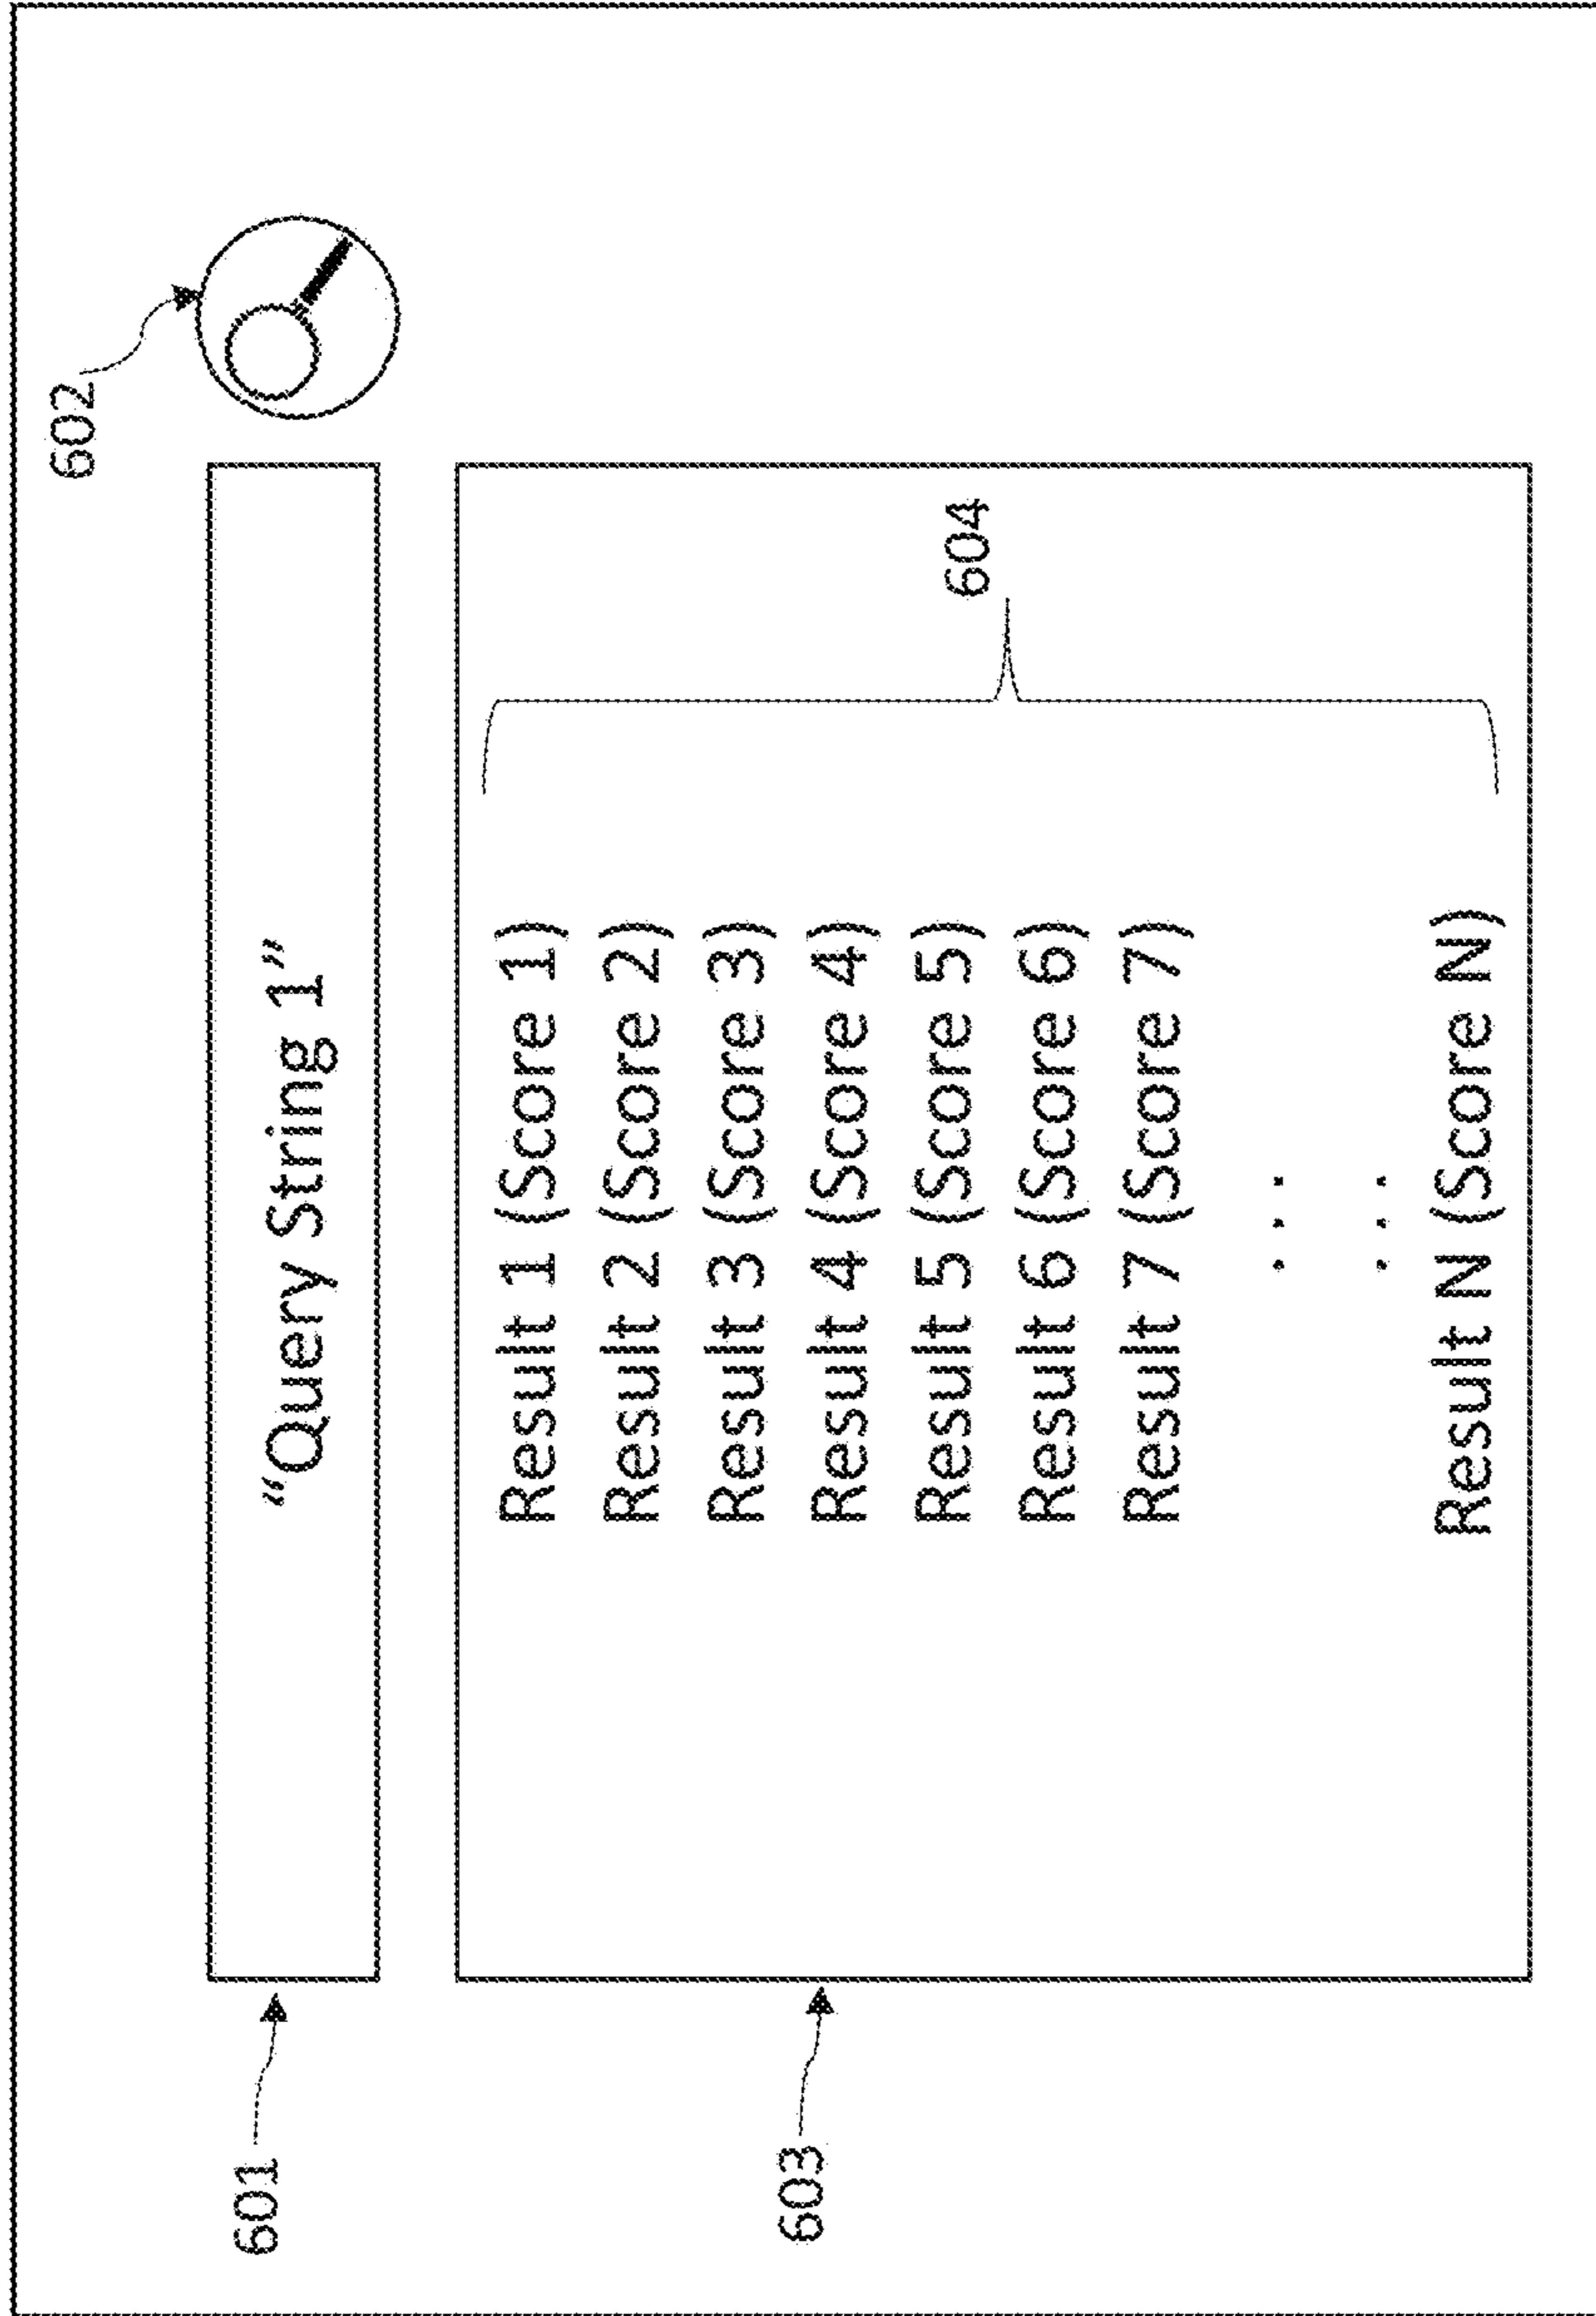 602
601
"Query String 1"
603
Result 1 (Score 1)
Result 2 (Score 2)
Result 3 (Score 3)
Result 4 (Score 4)
Result 5 (Score 5)
Result 6 (Score 6)
Result 7 (Score 7)
. . .
. . .
Result N (Score N)
604